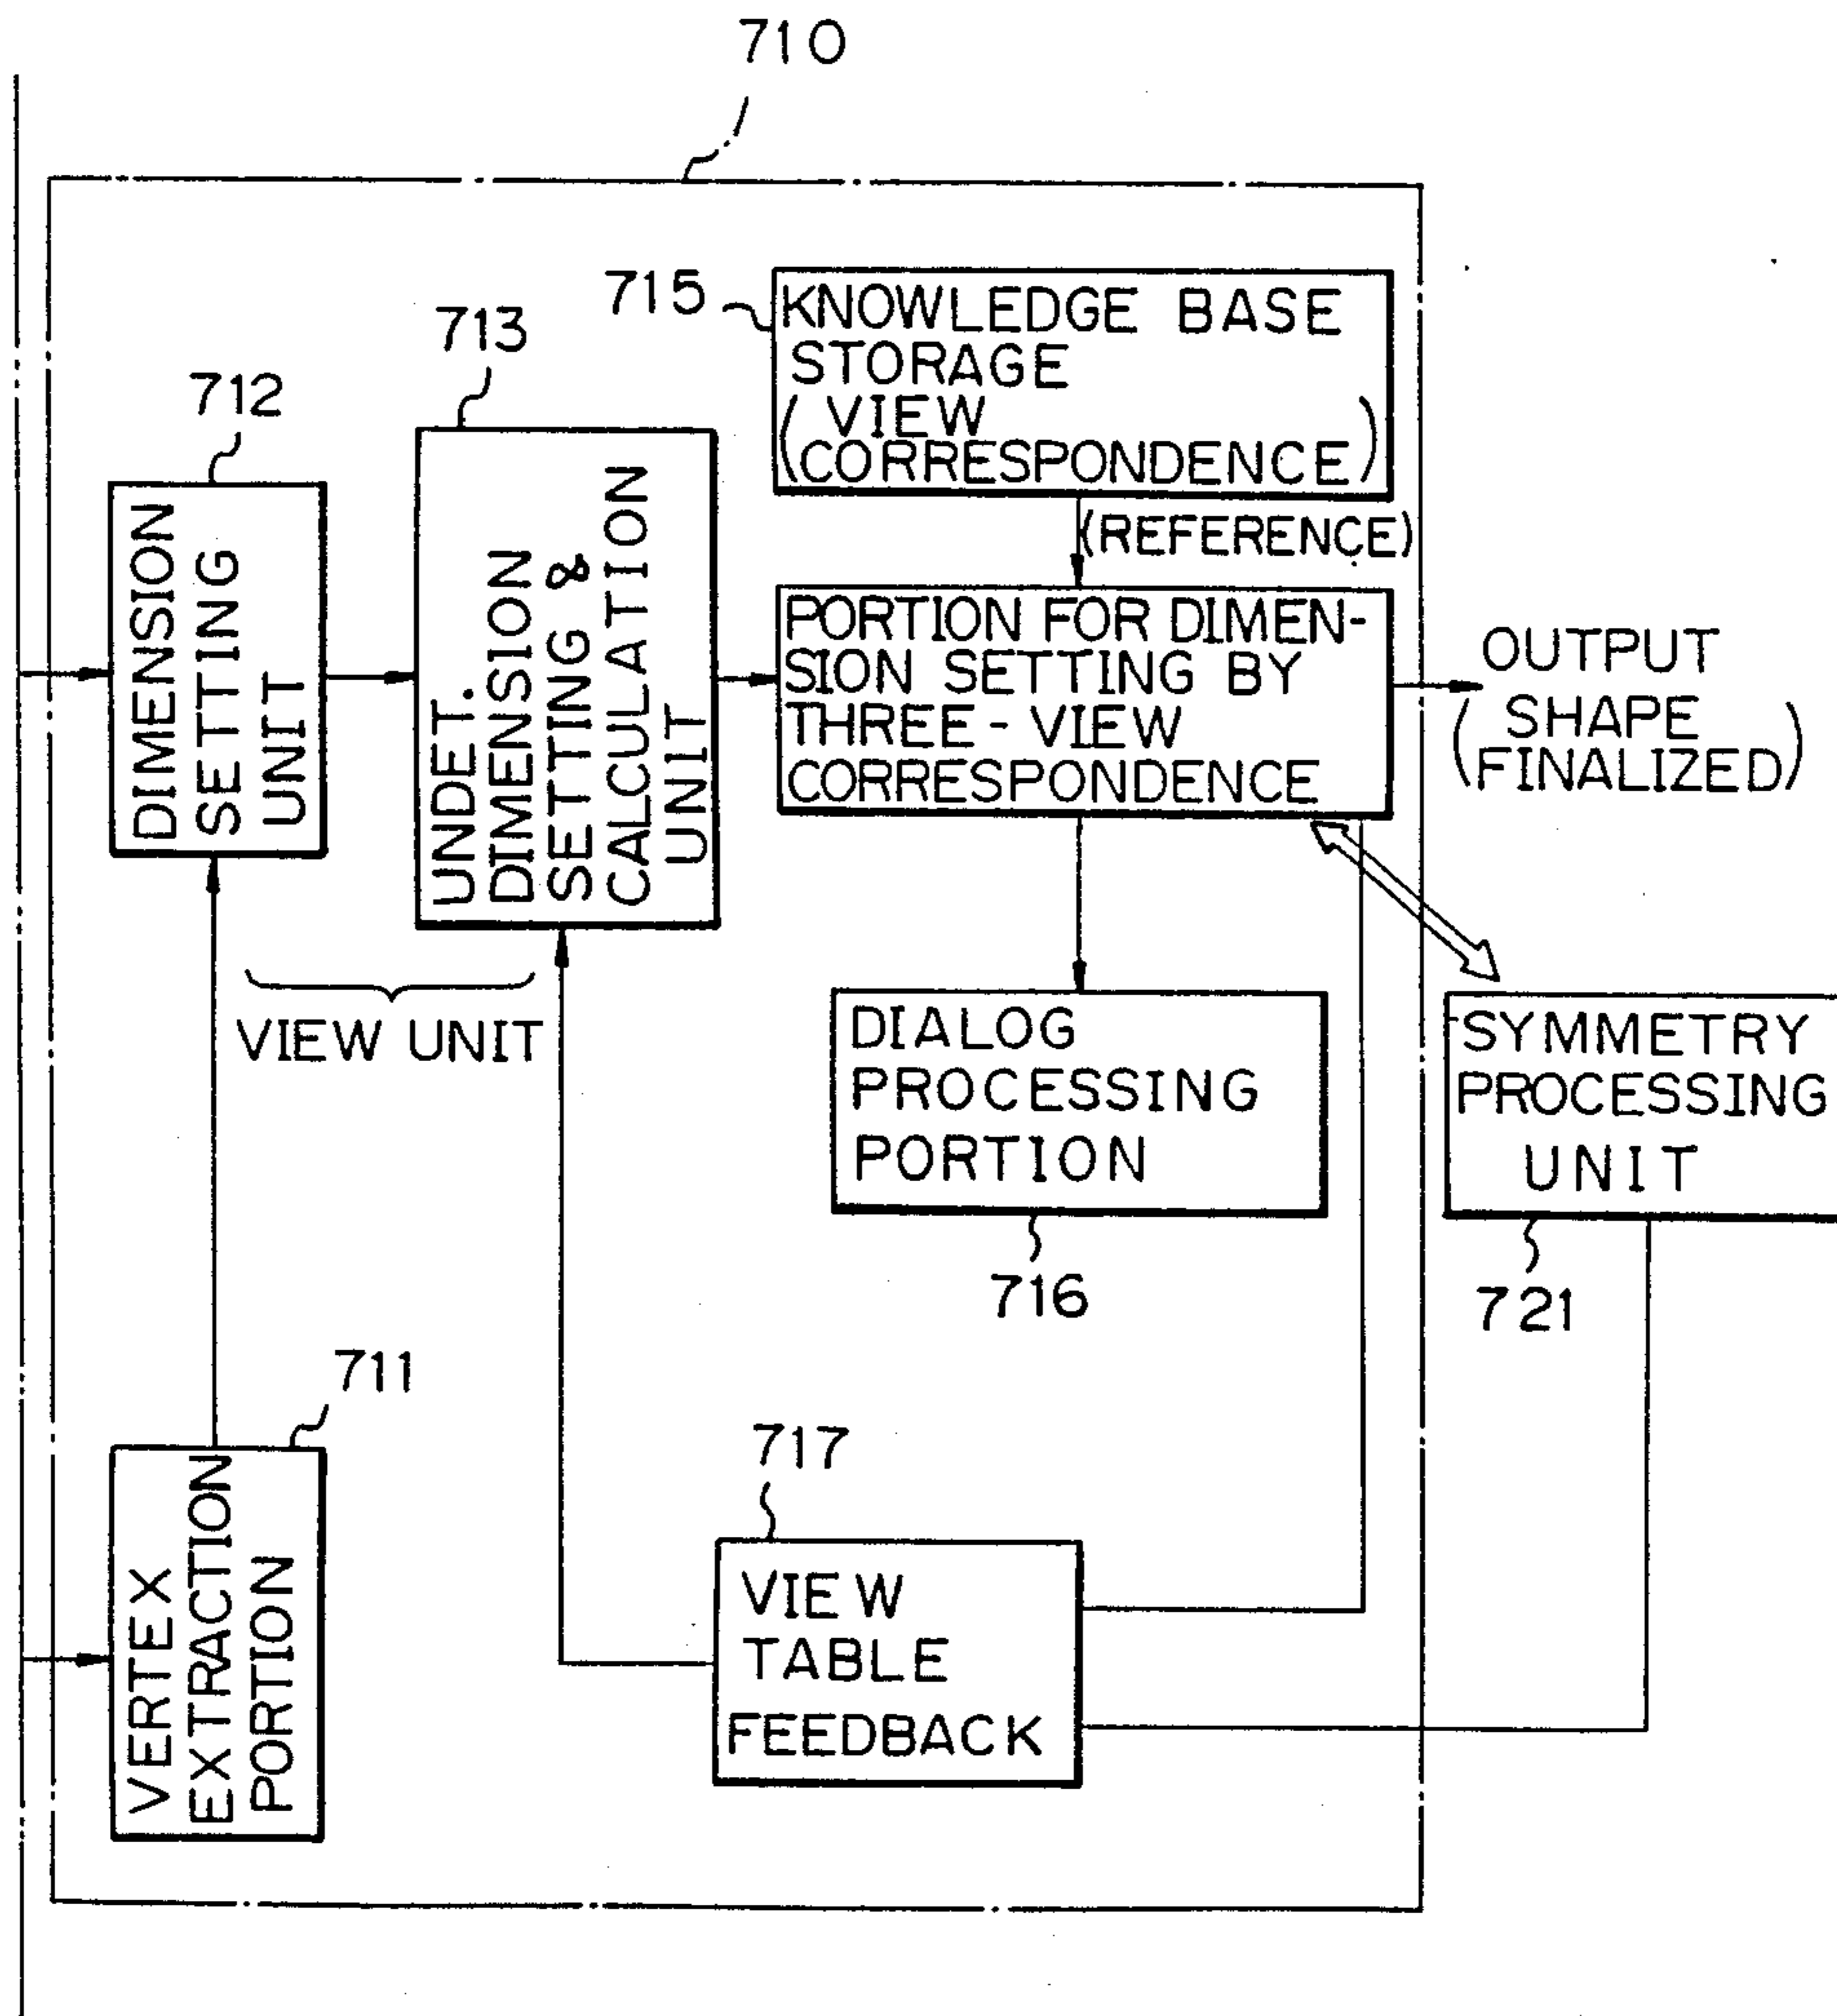 710
715
KNOWLEDGE BASE
STORAGE
(VIEW
CORRESPONDENCE)
713
712
DIMENSION
SETTING
UNIT
UNDET.
DIMENSION
SETTING &
CALCULATION
UNIT
(REFERENCE)
PORTION FOR DIMEN-
SION SETTING BY
THREE-VIEW
CORRESPONDENCE
OUTPUT
(SHAPE
FINALIZED)
VIEW UNIT
DIALOG
PROCESSING
PORTION
716
SYMMETRY
PROCESSING
UNIT
721
711
VERTEX
EXTRACTION
PORTION
717
VIEW
TABLE
FEEDBACK